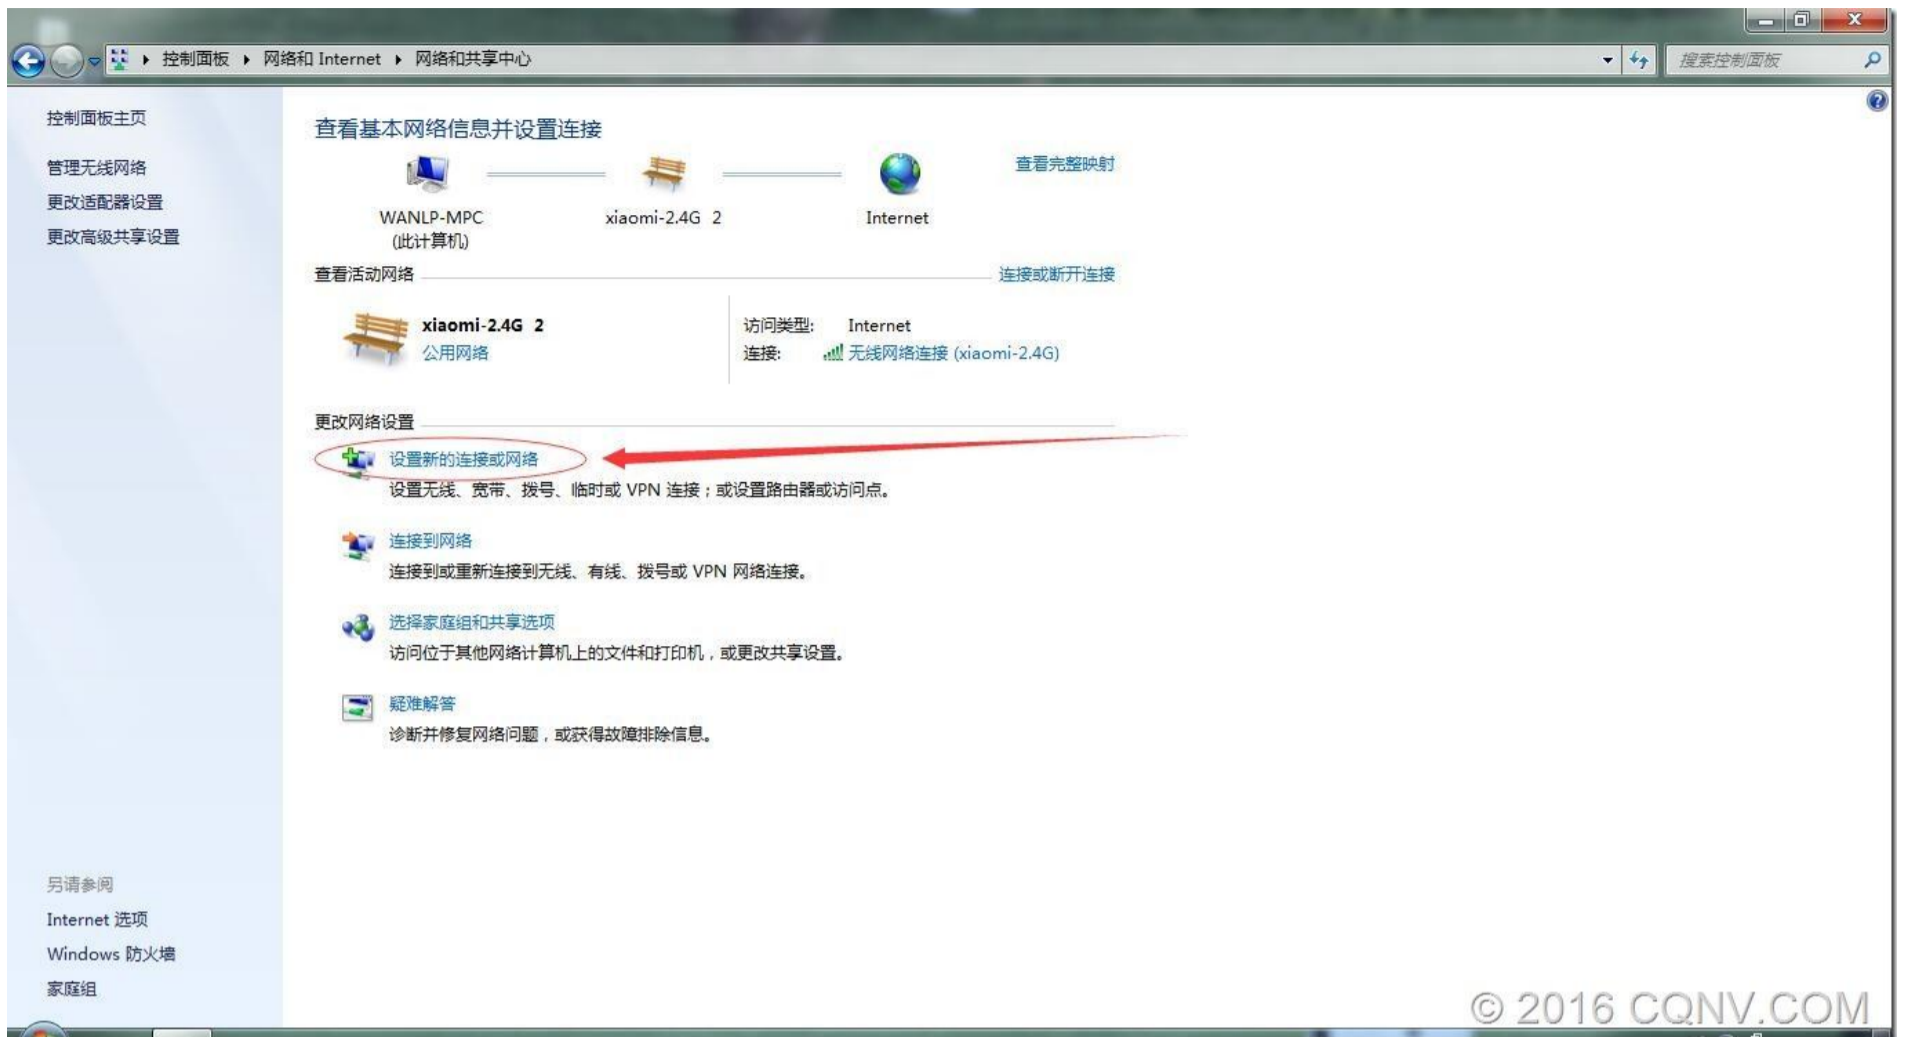 控制面板 网络和 Internet 网络和共享中心
搜索控制面板
控制面板主页
管理无线网络
更改适配器设置
更改高级共享设置
查看基本网络信息并设置连接
查看完整映射
WANLP-MPC xiaomi-2.4G 2 Internet
(此计算机)
查看活动网络 连接或断开连接
xiaomi-2.4G 2
公用网络
访问类型: Internet
连接: 无线网络连接 (xiaomi-2.4G)
更改网络设置
设置新的连接或网络
设置无线、宽带、拨号、临时或 VPN 连接；或设置路由器或访问点。
连接到网络
连接到或重新连接到无线、有线、拨号或 VPN 网络连接。
选择家庭组和共享选项
访问位于其他网络计算机上的文件和打印机，或更改共享设置。
疑难解答
诊断并修复网络问题，或获得故障排除信息。
另请参阅
Internet 选项
Windows 防火墙
家庭组
© 2016 CQNV.COM